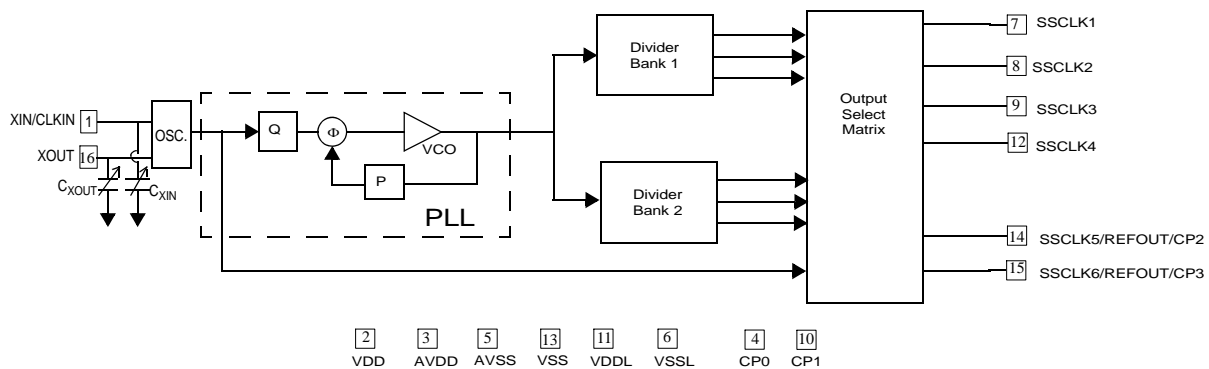 7 SSCLK1
Divider
Bank 1
8 SSCLK2
Output
Select
Matrix
9 SSCLK3
XIN/CLKIN 1
OSC.
Q
Φ
VCO
12 SSCLK4
XOUT 16
P
CXOUT
CXIN
PLL
Divider
Bank 2
14 SSCLK5/REFOUT/CP2
15 SSCLK6/REFOUT/CP3
2 3 5 13 11 6 4 10
VDD AVDD AVSS VSS VDDL VSSL CP0 CP1